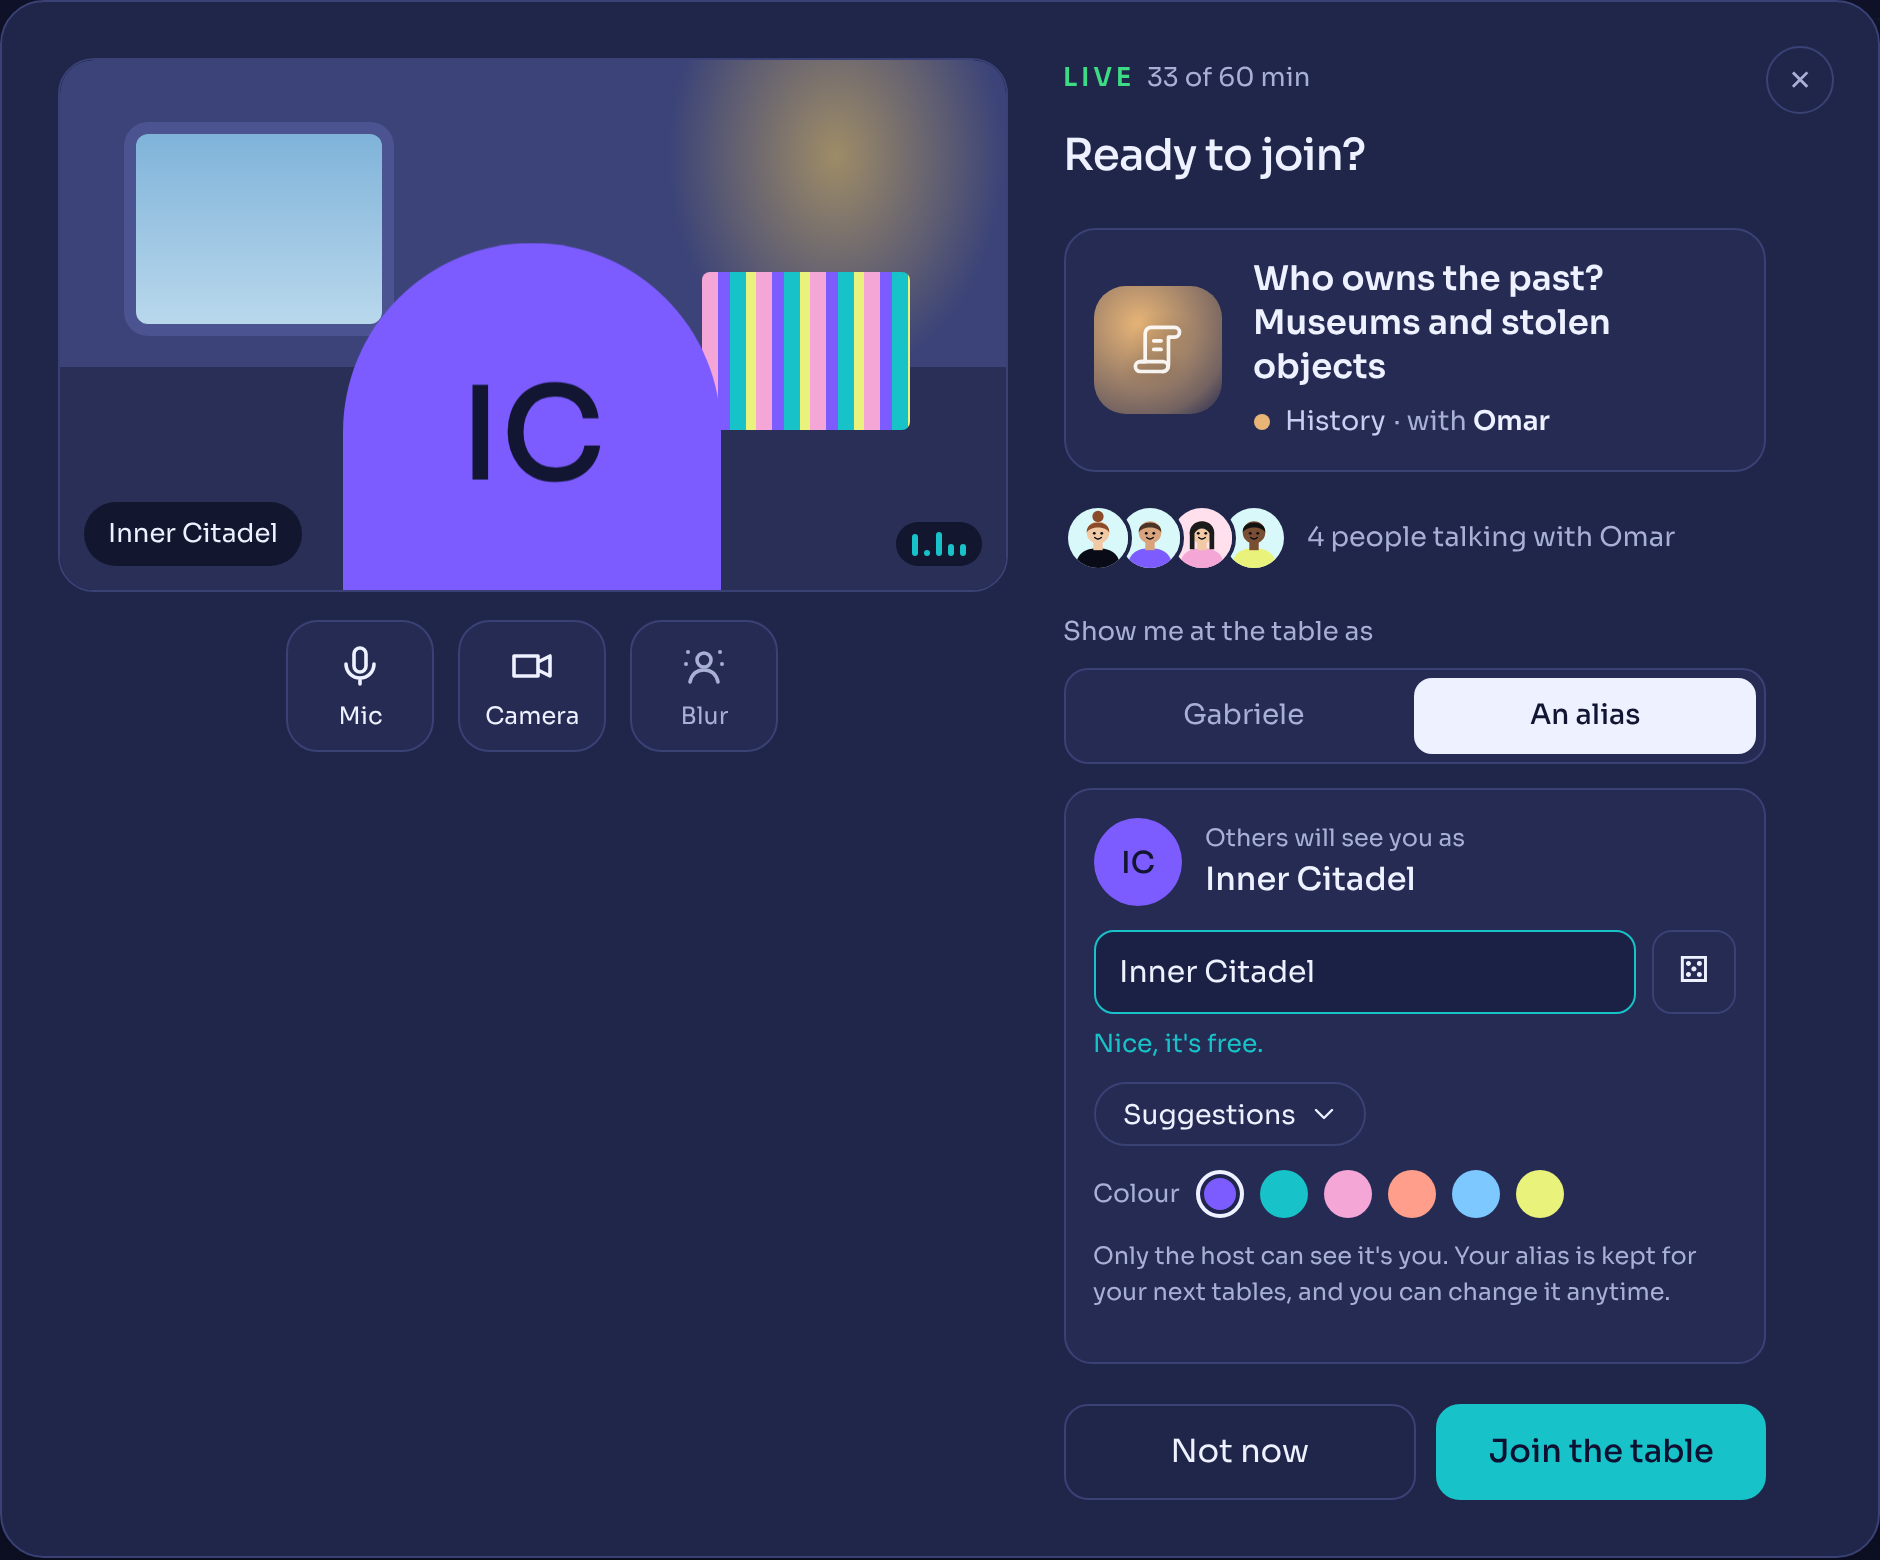 IC
Inner Citadel
Mic
Camera
Blur
LIVE 33 of 60 min
Ready to join?
Who owns the past?
Museums and stolen
objects
History · with Omar
4 people talking with Omar
Show me at the table as
Gabriele
An alias
IC
Others will see you as
Inner Citadel
Inner Citadel
Nice, it's free.
Suggestions
Colour
Only the host can see it's you. Your alias is kept for
your next tables, and you can change it anytime.
Not now
Join the table